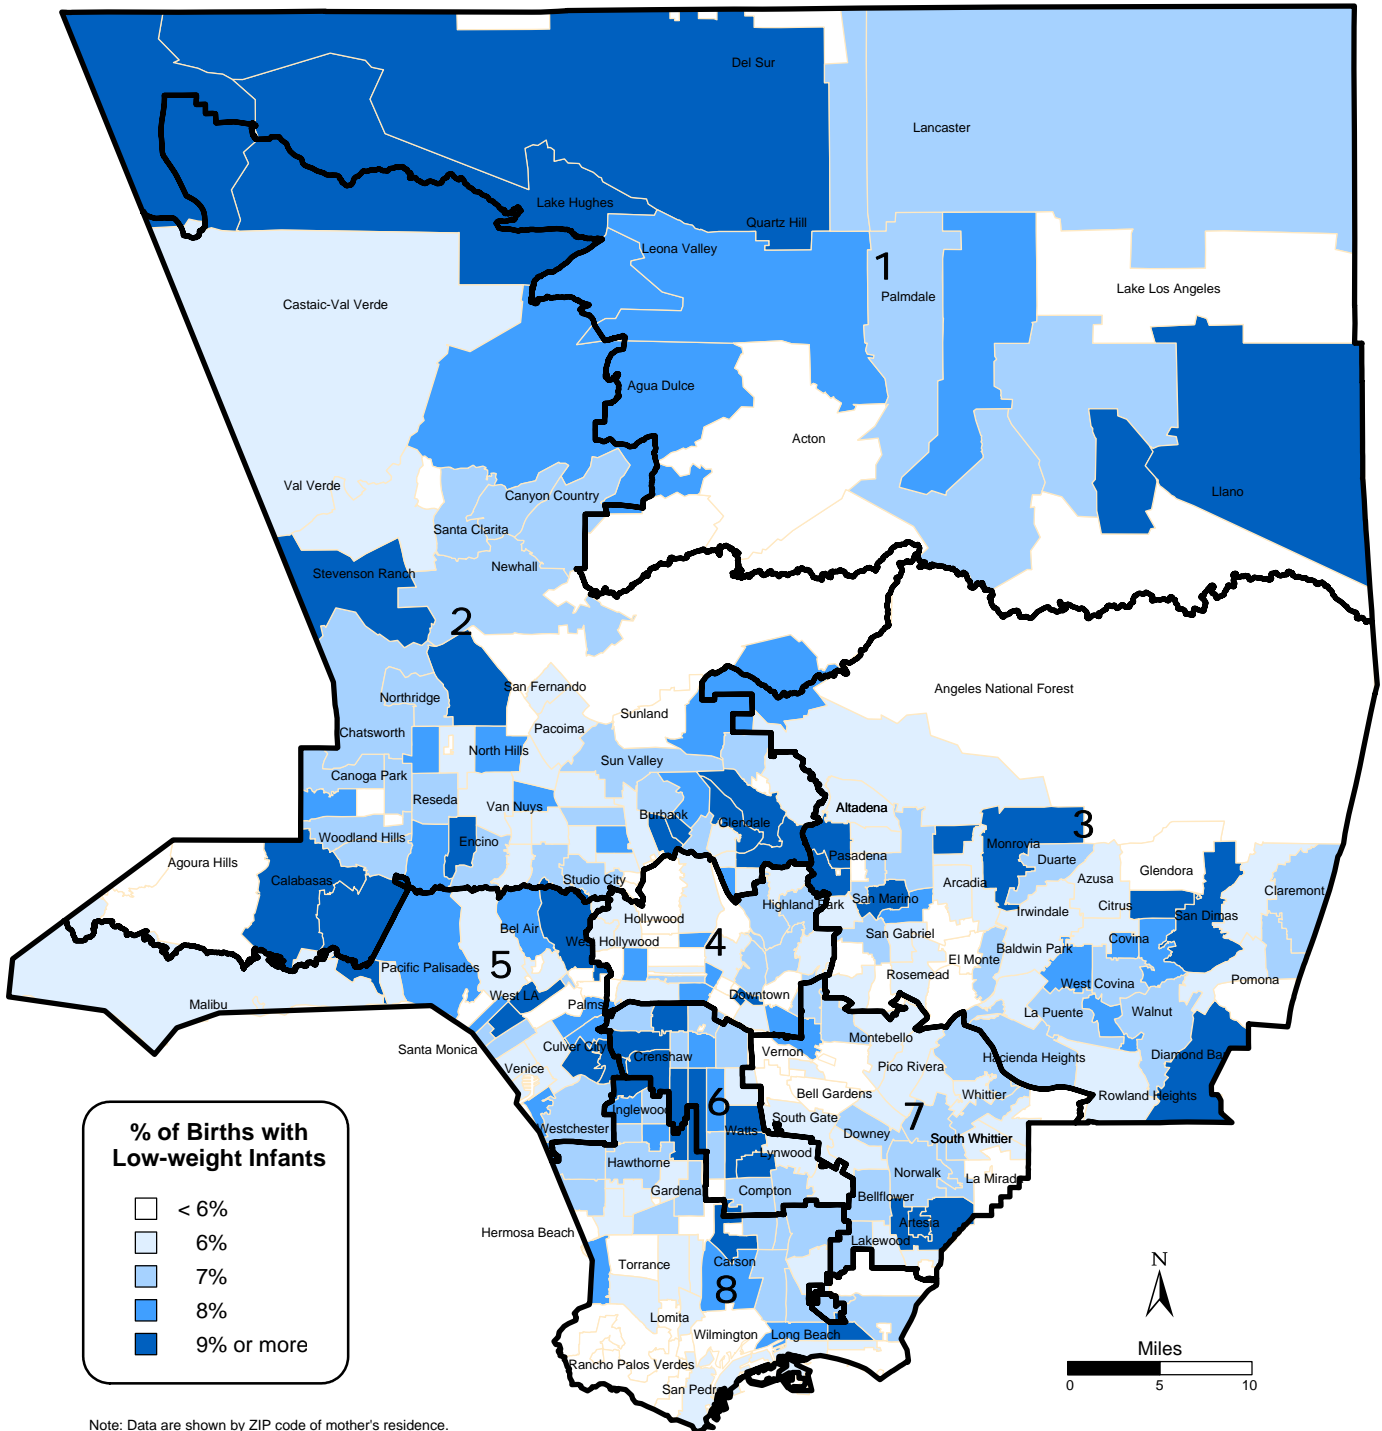 Del Sur
Lancaster
Lake Hughes
Quartz Hill
Leona Valley
1
Castaic-Val Verde
Palmdale
Lake Los Angeles
Agua Dulce
Acton
Val Verde
Canyon Country
Llano
Santa Clarita
Newhall
Stevenson Ranch
2
San Fernando
Angeles National Forest
Northridge
Sunland
Chatsworth
Pacoima
North Hills
Sun Valley
Canoga Park
Reseda
Van Nuys
Burbank
Altadena
Glendale
3
Woodland Hills
Encino
Monrovia
Agoura Hills
Pasadena
Duarte
Glendora
Calabasas
Studio City
Arcadia
Azusa
Claremont
San Marino
Highland Park
Citrus
Irwindale
San Dimas
Hollywood
Bel Air
West Hollywood
San Gabriel
Covina
4
Baldwin Park
El Monte
5
Pacific Palisades
Rosemead
West Covina
Pomona
West LA
Downtown
Malibu
Palms
La Puente
Walnut
Montebello
Santa Monica
Culver City
Crenshaw
Vernon
Hacienda Heights
Diamond Bar
Venice
Pico Rivera
Bell Gardens
Whittier
Rowland Heights
6
Inglewood
South Gate
7
Westchester
Watts
Downey
South Whittier
Lynwood
Hawthorne
Norwalk
La Mirada
Gardena
Compton
Bellflower
Artesia
Hermosa Beach
Lakewood
Torrance
Carson
8
Lomita
Wilmington
Long Beach
Rancho Palos Verdes
San Pedro
% of Births with
Low-weight Infants
< 6%
6%
7%
8%
9% or more
N
Miles
0 5 10
Note: Data are shown by ZIP code of mother's residence.